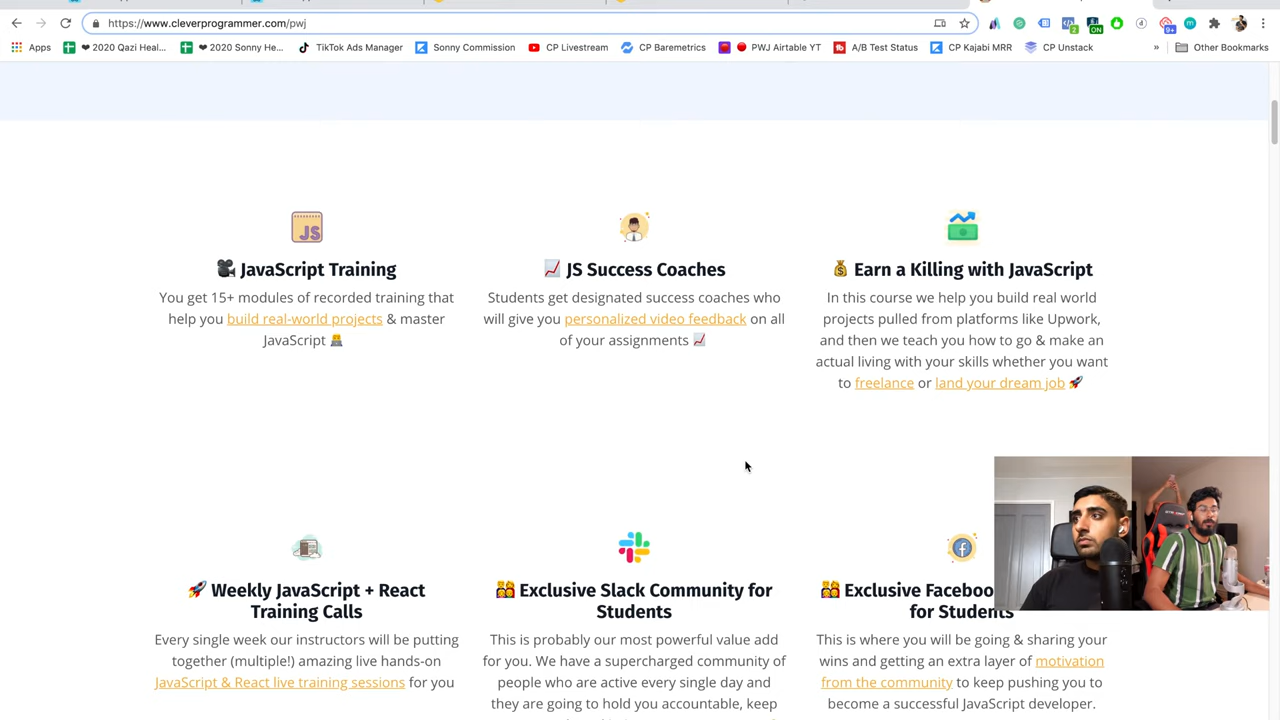 https://www.cleverprogrammer.com/pwj
Apps
2020 Qazi Heal...
2020 Sonny He...
TikTok Ads Manager
Sonny Commission
CP Livestream
CP Baremetrics
PWJ Airtable YT
A/B Test Status
CP Kajabi MRR
CP Unstack
»
Other Bookmarks
2
ON
9+
JS
JavaScript Training
You get 15+ modules of recorded training that
help you build real-world projects & master
JavaScript
JS Success Coaches
Students get designated success coaches who
will give you personalized video feedback on all
of your assignments
Earn a Killing with JavaScript
In this course we help you build real world
projects pulled from platforms like Upwork,
and then we teach you how to go & make an
actual living with your skills whether you want
to freelance or land your dream job
Weekly JavaScript + React
Training Calls
Every single week our instructors will be putting
together (multiple!) amazing live hands-on
JavaScript & React live training sessions for you
Exclusive Slack Community for
Students
This is probably our most powerful value add
for you. We have a supercharged community of
people who are active every single day and
they are going to hold you accountable, keep
Exclusive
for Students
This is where you will be going & sharing your
wins and getting an extra layer of motivation
from the community to keep pushing you to
become a successful JavaScript developer.